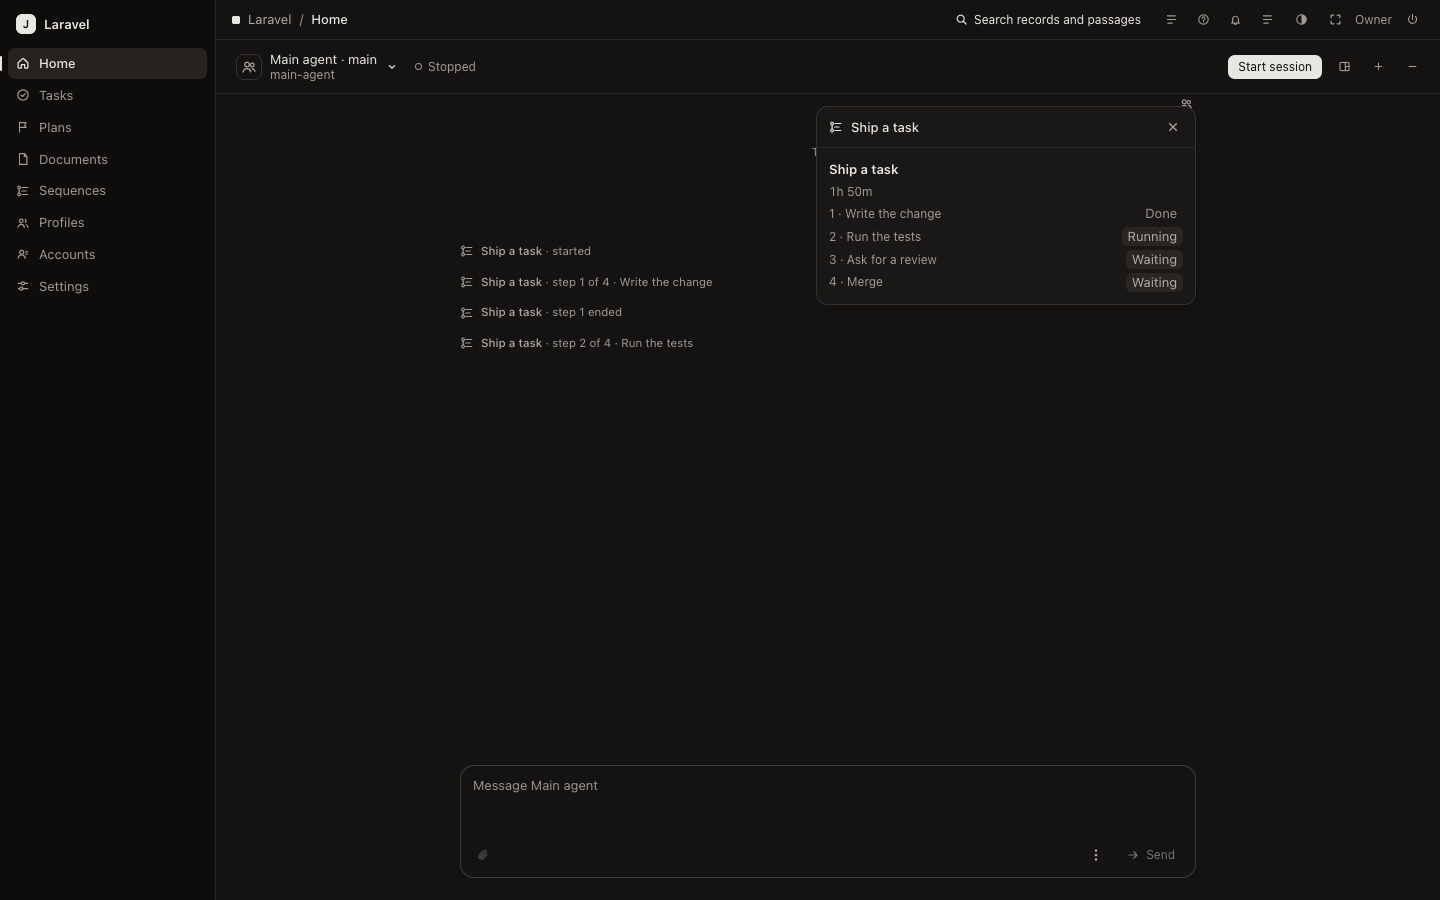 J Laravel
Home
Tasks
Plans
Documents
Sequences
Profiles
Accounts
Settings
Laravel / Home
Search records and passages
Owner
Main agent · main
main-agent
Stopped
Start session
Ship a task
Ship a task
1h 50m
1 · Write the change Done
2 · Run the tests Running
3 · Ask for a review Waiting
4 · Merge Waiting
Ship a task · started
Ship a task · step 1 of 4 · Write the change
Ship a task · step 1 ended
Ship a task · step 2 of 4 · Run the tests
Message Main agent
Send